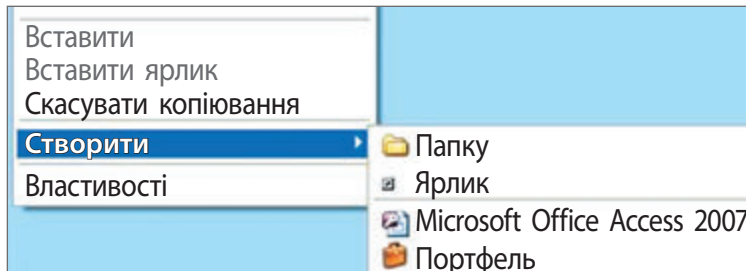 Вставити
Вставити ярлик
Скасувати копіювання
Створити
Властивості
Папку
Ярлик
Microsoft Office Access 2007
Портфель